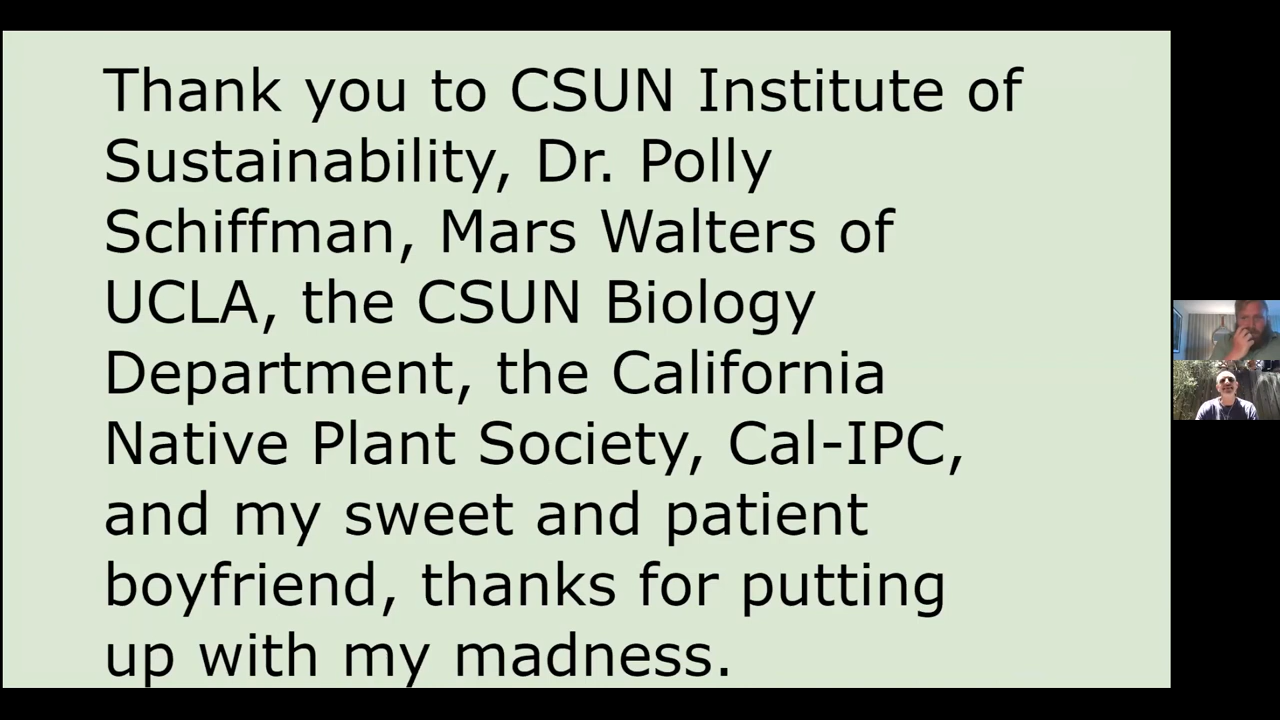 Thank you to CSUN Institute of
Sustainability, Dr. Polly
Schiffman, Mars Walters of
UCLA, the CSUN Biology
Department, the California
Native Plant Society, Cal-IPC,
and my sweet and patient
boyfriend, thanks for putting
up with my madness.